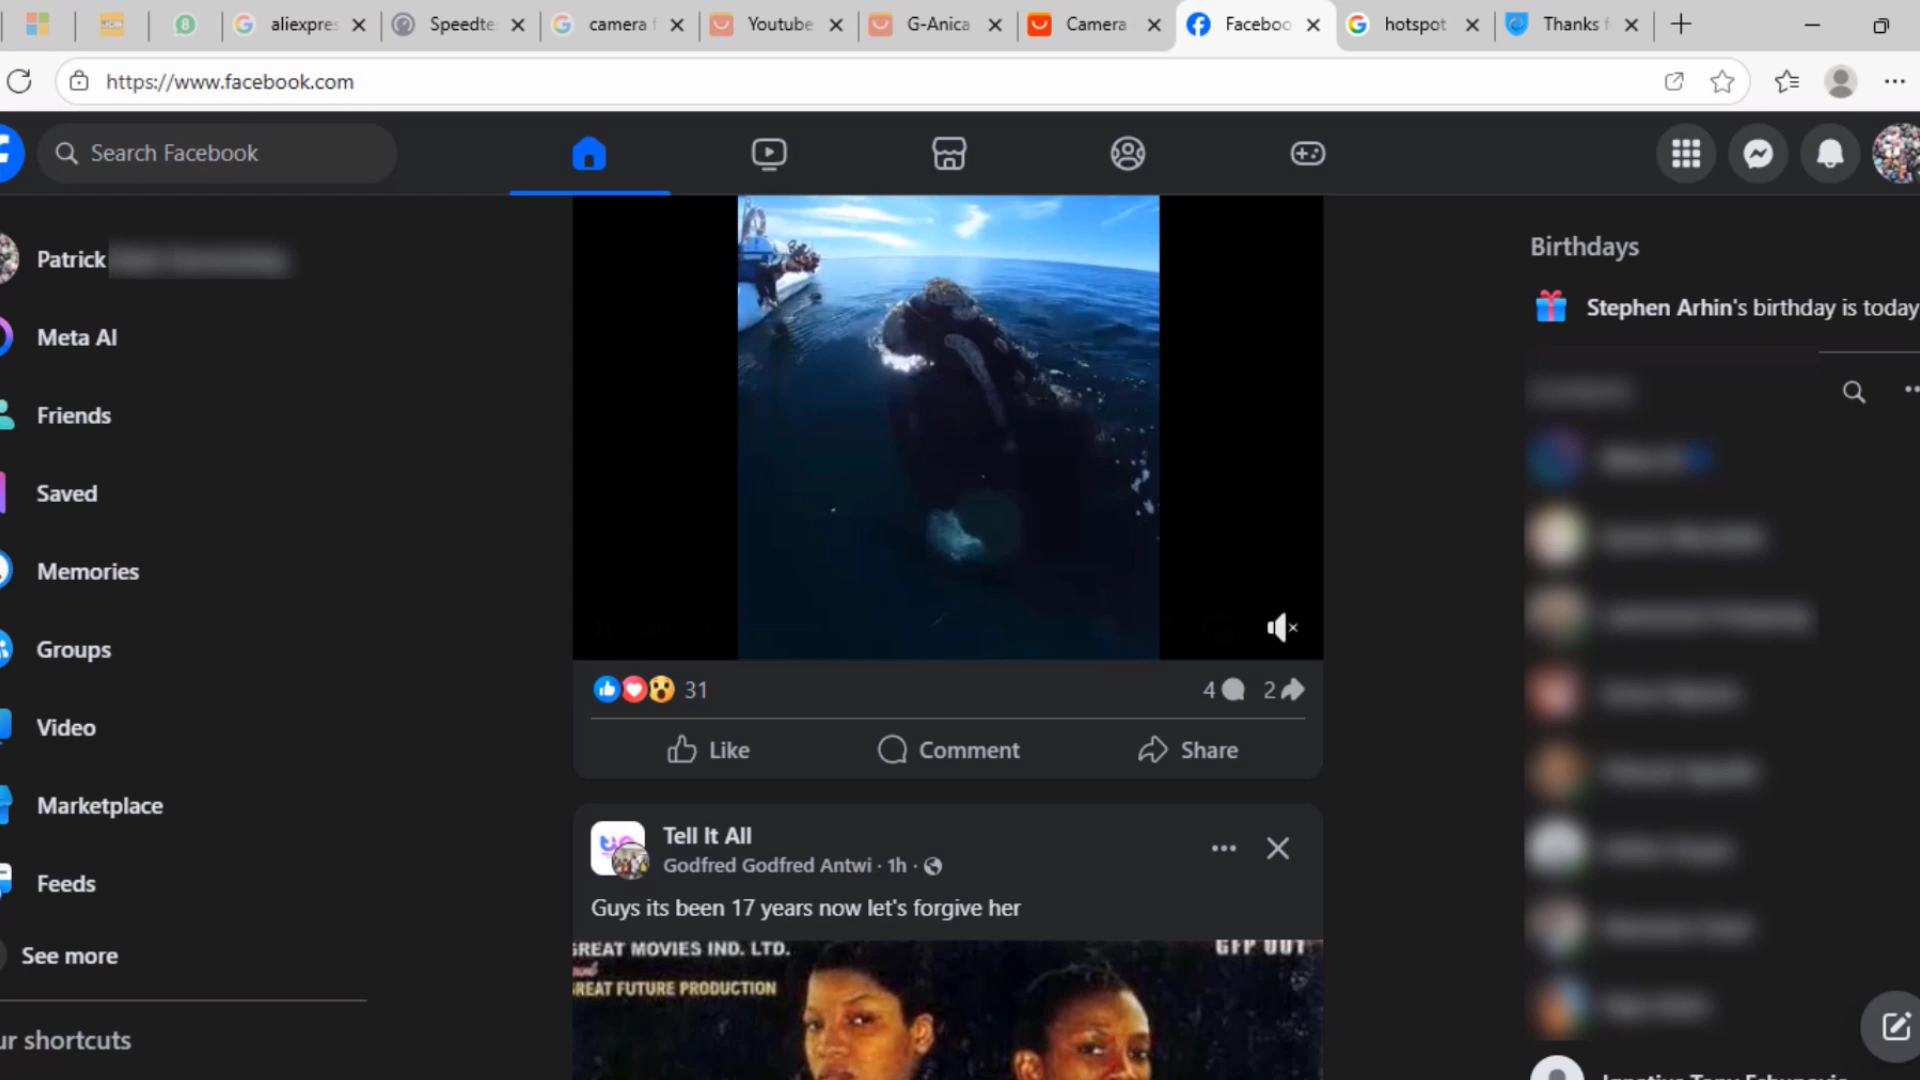 aliexpres
Speedte
camera f
Youtube
G-Anica
Camera
Faceboo
hotspot
Thanks f
https://www.facebook.com
Search Facebook
Patrick
Meta AI
Friends
Saved
Memories
Groups
Video
Marketplace
Feeds
See more
ur shortcuts
31
4
2
Like
Comment
Share
Tell It All
Godfred Godfred Antwi · 1h ·
Guys its been 17 years now let's forgive her
GREAT MOVIES IND. LTD.
GREAT FUTURE PRODUCTION
Birthdays
Stephen Arhin's birthday is today